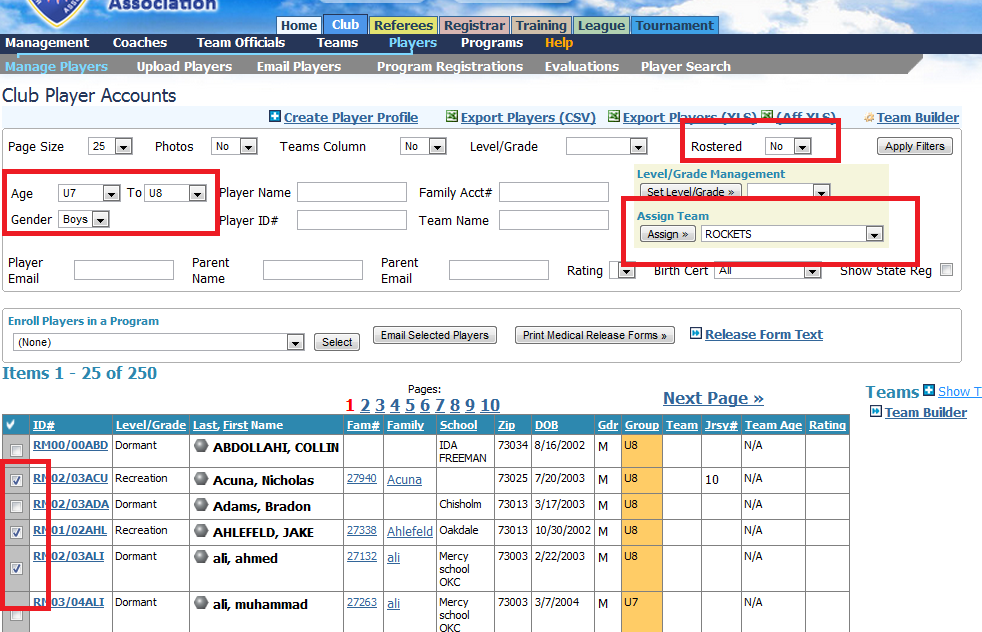 Association
Home Club Referees Registrar Training League Tournament
Management Coaches Team Officials Teams Players Programs Help
Manage Players Upload Players Email Players Program Registrations Evaluations Player Search
Club Player Accounts
Create Player Profile Export Players (CSV) Export Players (XLS) (Aff XLS) Team Builder
Page Size 25 Photos No Teams Column No Level/Grade Rostered No Apply Filters
Level/Grade Management
Age U7 To U8 Player Name Family Acct# Set Level/Grade »
Gender Boys Player ID# Team Name Assign Team
Assign » ROCKETS
Player Email Parent Name Parent Email Rating Birth Cert All Show State Reg
Enroll Players in a Program
(None) Select Email Selected Players Print Medical Release Forms » Release Form Text
Items 1 - 25 of 250
Pages:
1 2 3 4 5 6 7 8 9 10 Next Page »
Teams Show T
Team Builder
ID# Level/Grade Last, First Name Fam# Family School Zip DOB Gdr Group Team Jrsy# Team Age Rating
RM00/00ABD Dormant ABDOLLAHI, COLLIN IDA FREEMAN 73034 8/16/2002 M U8 N/A
RM02/03ACU Recreation Acuna, Nicholas 27940 Acuna 73025 7/20/2003 M U8 10 N/A
RM02/03ADA Dormant Adams, Bradon Chisholm 73013 3/17/2003 M U8 N/A
RM01/02AHL Recreation AHLEFELD, JAKE 27338 Ahlefeld Oakdale 73013 10/30/2002 M U8 N/A
RM02/03ALI Dormant ali, ahmed 27132 ali Mercy school OKC 73003 2/22/2003 M U8 N/A
RM03/04ALI Dormant ali, muhammad 27263 ali Mercy school OKC 73003 3/7/2004 M U7 N/A